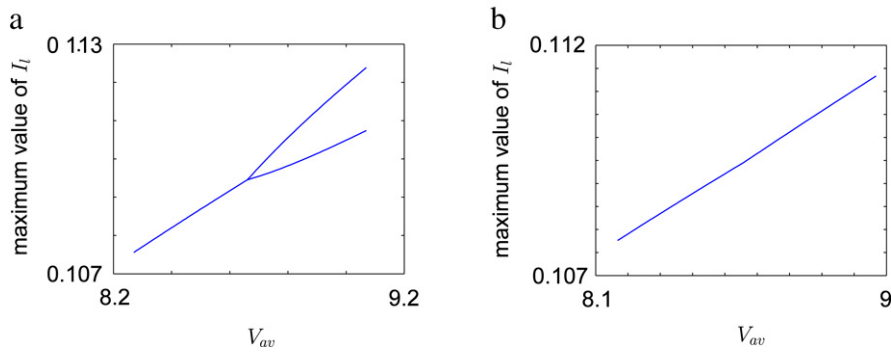 a
b
0 1.13
0.107
8.2
9.2
maximum value of I_l
V_av
0.112
0.107
8.1
9
maximum value of I_l
V_av